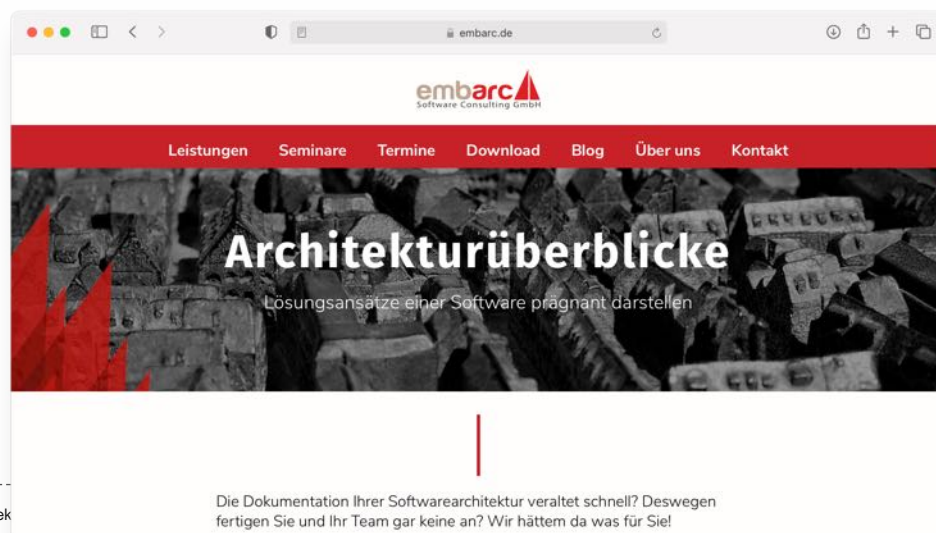 embarc.de
embarc
Software Consulting GmbH
Leistungen Seminare Termine Download Blog Über uns Kontakt
Architekturüberblicke
Lösungsansätze einer Software prägnant darstellen
Die Dokumentation Ihrer Softwarearchitektur veraltet schnell? Deswegen
ek
fertigen Sie und Ihr Team gar keine an? Wir hättem da was für Sie!